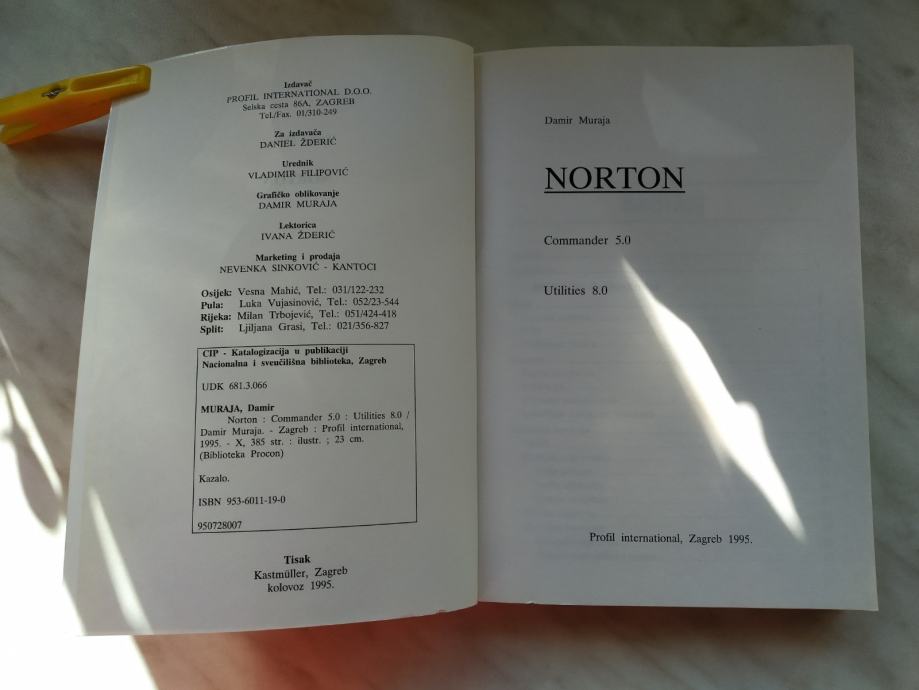 Izdavač
PROFIL INTERNATIONAL D.O.O.
Selska cesta 86A, ZAGREB
Tel./Fax. 01/310-249
Za izdavača
DANIEL ŽDERIĆ
Urednik
VLADIMIR FILIPOVIĆ
Grafičko oblikovanje
DAMIR MURAJA
Lektorica
IVANA ŽDERIĆ
Marketing i prodaja
NEVENKA SINKOVIĆ - KANTOCI
Osijek: Vesna Mahić, Tel.: 031/122-232
Pula: Luka Vujasinović, Tel.: 052/23-544
Rijeka: Milan Trbojević, Tel.: 051/424-418
Split: Ljiljana Grasi, Tel.: 021/356-827
CIP - Katalogizacija u publikaciji
Nacionalna i sveučilišna biblioteka, Zagreb
UDK 681.3.066
MURAJA, Damir
Norton : Commander 5.0 : Utilities 8.0 /
Damir Muraja. - Zagreb : Profil international,
1995. - X, 385 str. : ilustr. ; 23 cm.
(Biblioteka Procon)
Kazalo.
ISBN 953-6011-19-0
950728007
Tisak
Kastmüller, Zagreb
kolovoz 1995.
Damir Muraja
NORTON
Commander 5.0
Utilities 8.0
Profil international, Zagreb 1995.